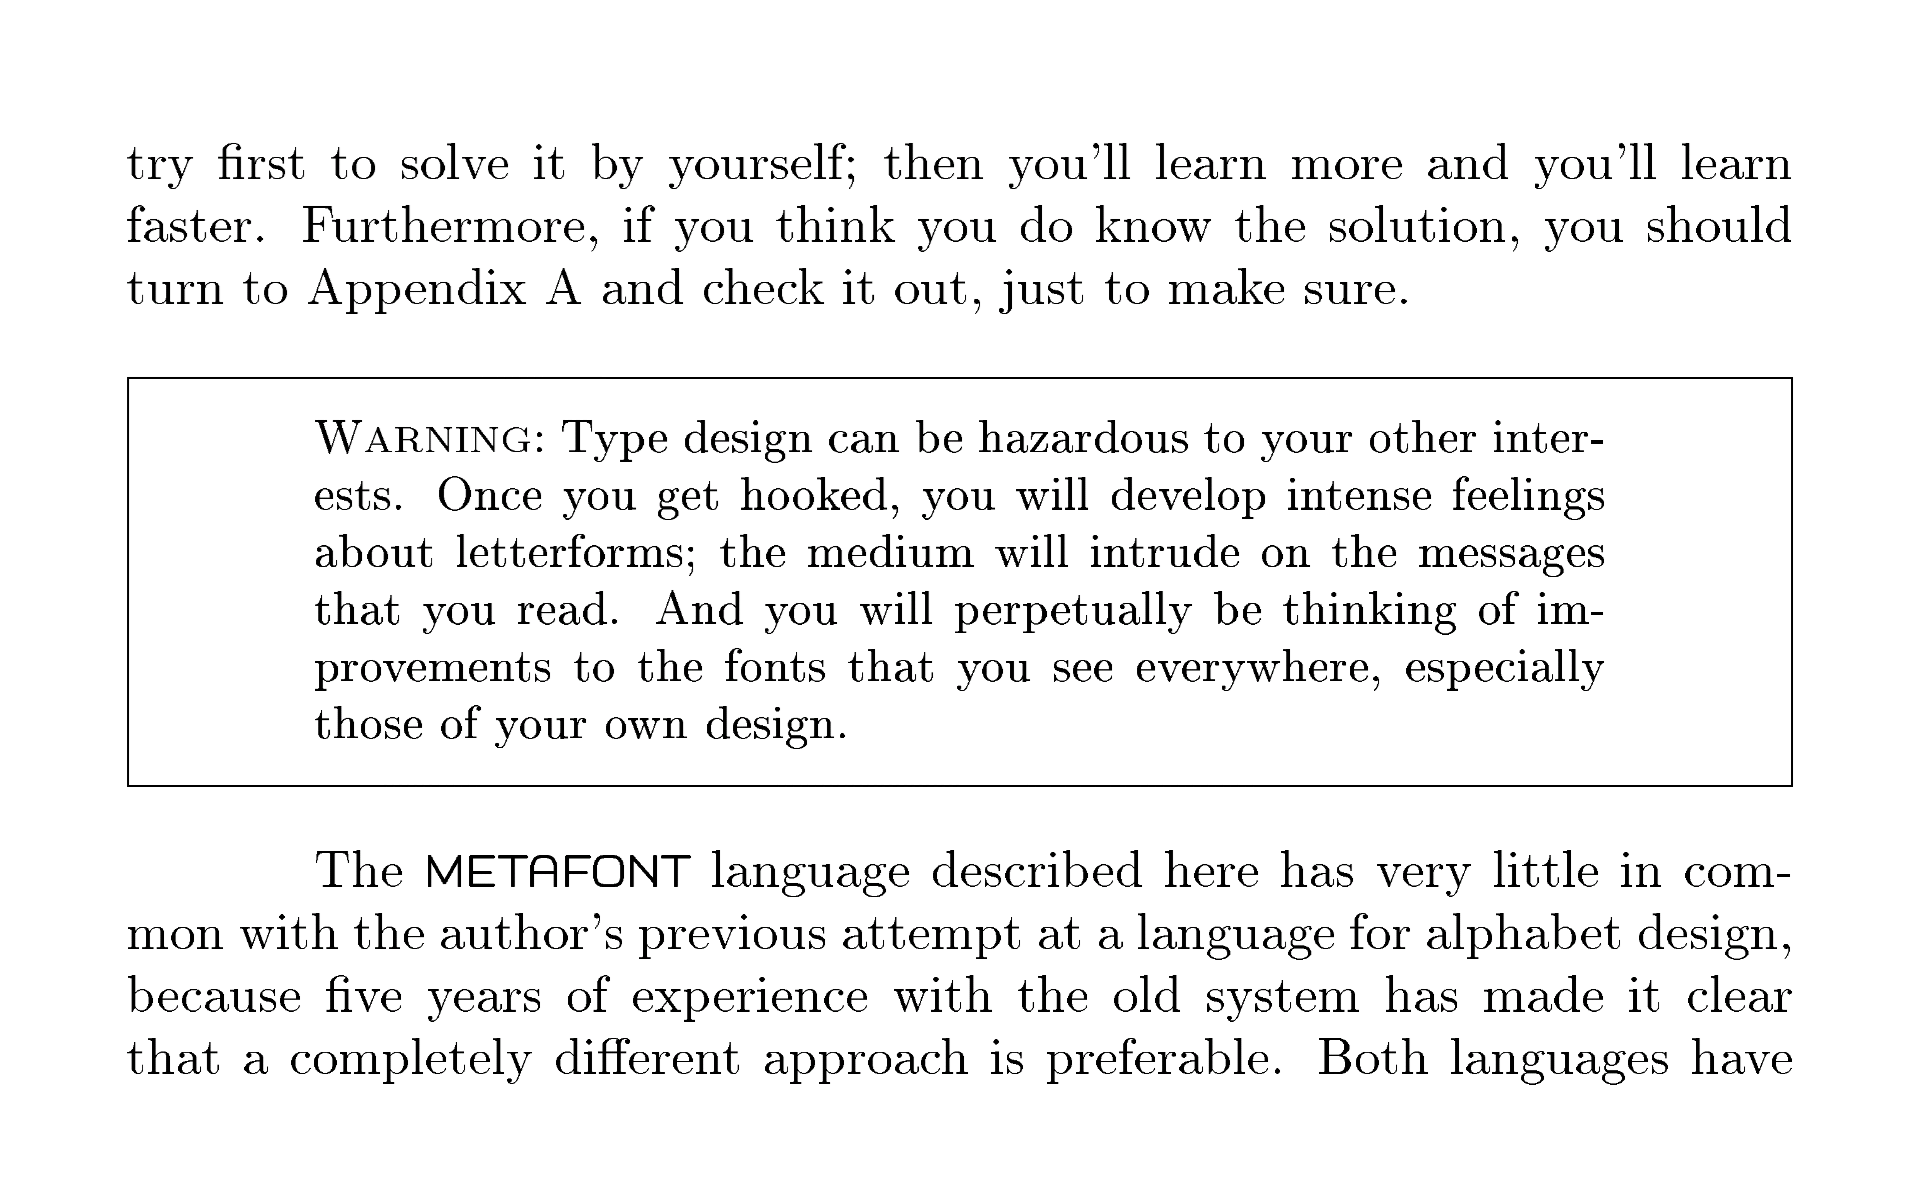 try first to solve it by yourself; then you'll learn more and you'll learn
faster. Furthermore, if you think you do know the solution, you should
turn to Appendix A and check it out, just to make sure.
WARNING: Type design can be hazardous to your other inter-
ests. Once you get hooked, you will develop intense feelings
about letterforms; the medium will intrude on the messages
that you read. And you will perpetually be thinking of im-
provements to the fonts that you see everywhere, especially
those of your own design.
The METAFONT language described here has very little in com-
mon with the author's previous attempt at a language for alphabet design,
because five years of experience with the old system has made it clear
that a completely different approach is preferable. Both languages have